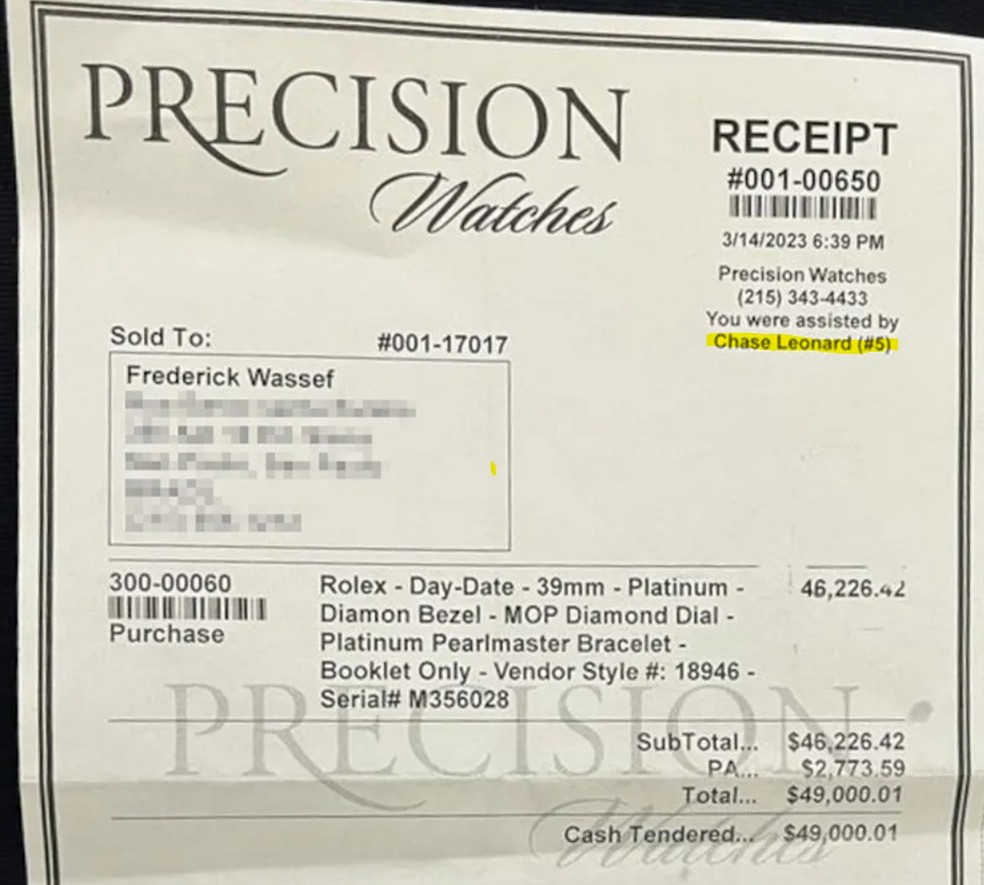 PRECISION
Watches
RECEIPT
#001-00650
3/14/2023 6:39 PM
Precision Watches
(215) 343-4433
You were assisted by
Chase Leonard (#5)
Sold To: #001-17017
Frederick Wassef
300-00060
Purchase
Rolex - Day-Date - 39mm - Platinum - 46,226.42
Diamon Bezel - MOP Diamond Dial -
Platinum Pearlmaster Bracelet -
Booklet Only - Vendor Style #: 18946 -
Serial# M356028
PRECISION
Watches
SubTotal... $46,226.42
PA... $2,773.59
Total... $49,000.01
Cash Tendered... $49,000.01